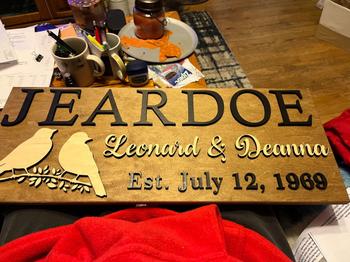 JEARDOE
Leonard & Deanna
Est. July 12, 1969